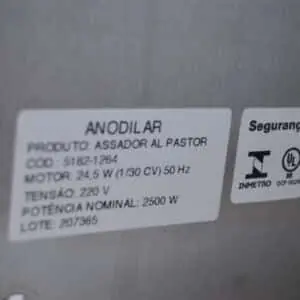 ANODILAR
PRODUTO: ASSADOR AL PASTOR
COD : 5182-1264
MOTOR: 24,5 W (1/30 CV) 50 Hz
TENSÃO: 220 V
POTÊNCIA NOMINAL: 2500 W
LOTE: 207365
Seguranç
UL
INMETRO